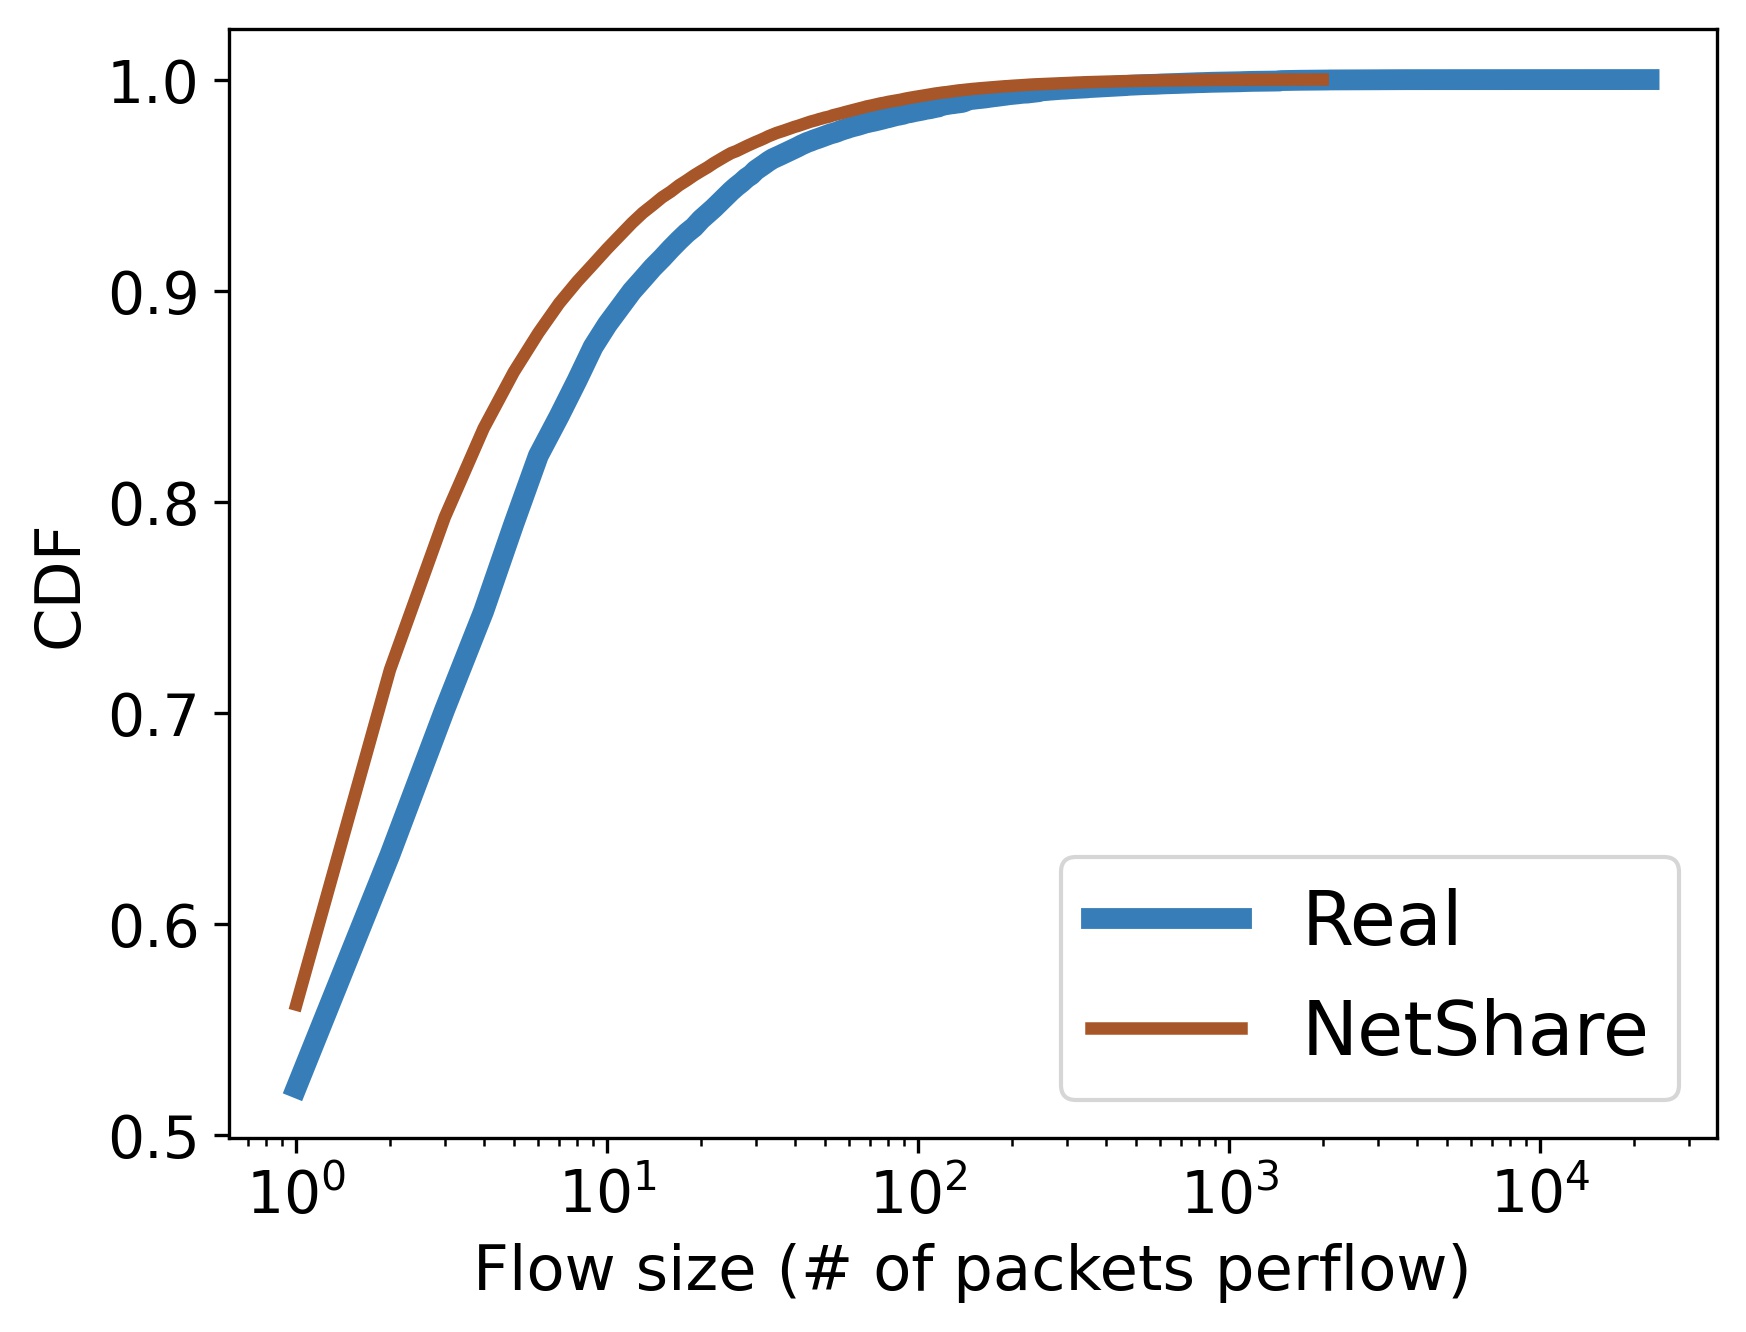 1.0
0.9
0.8
0.7
0.6
0.5
CDF
10⁰ 10¹ 10² 10³ 10⁴
Flow size (# of packets perflow)
Real
NetShare